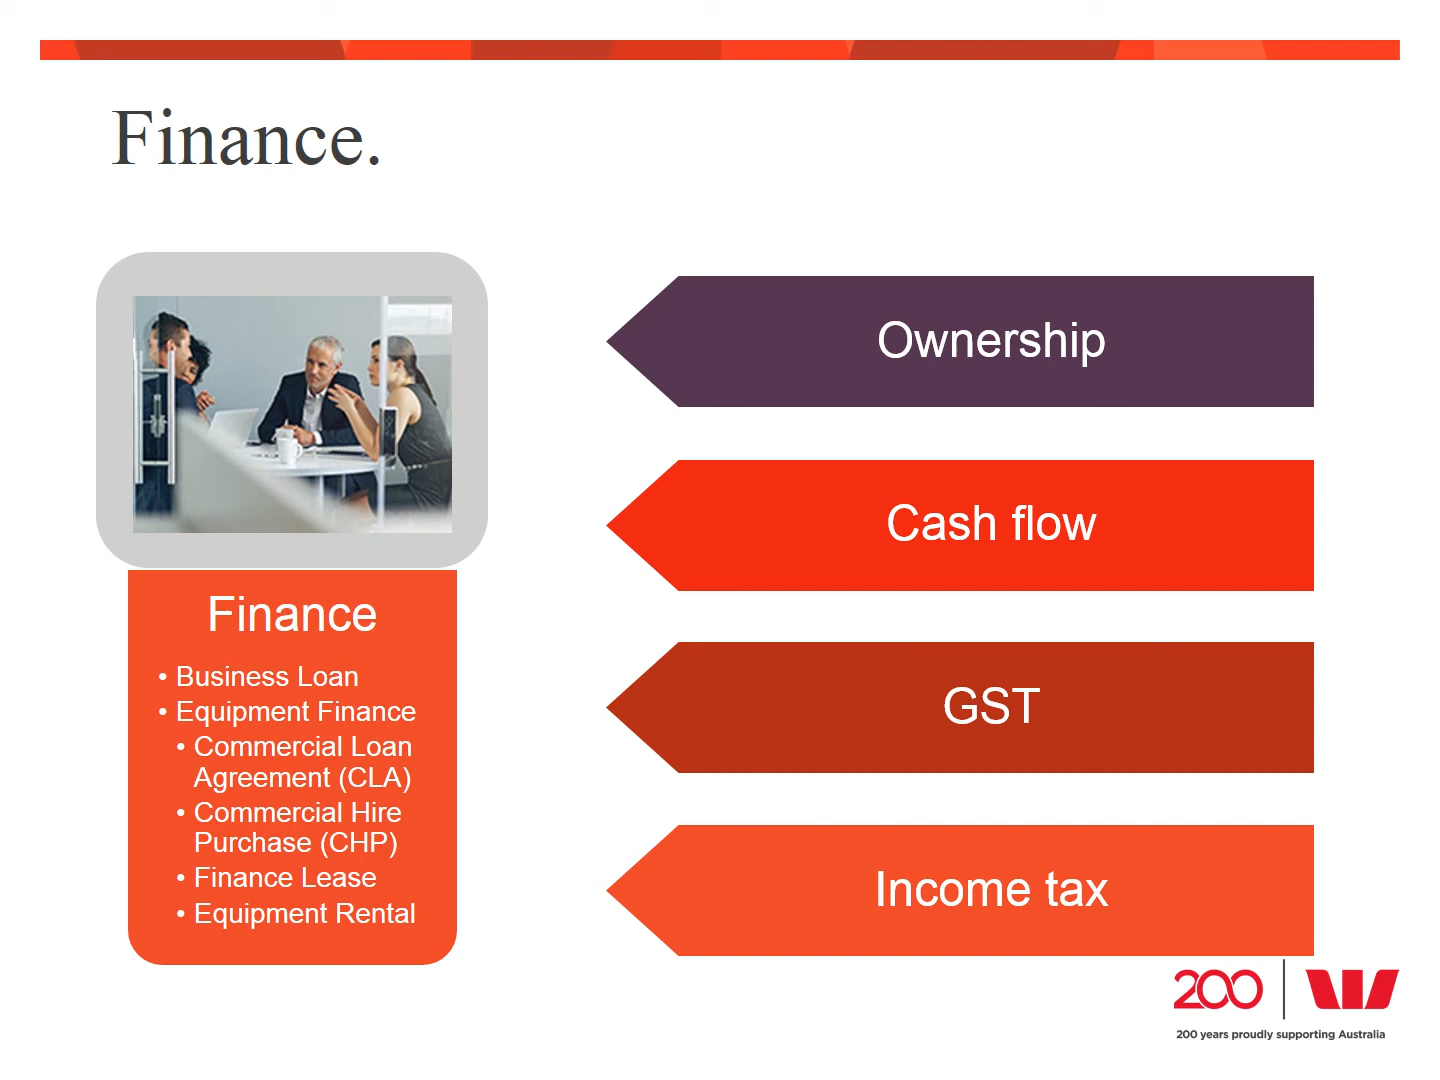 Finance.
Finance
• Business Loan
• Equipment Finance
• Commercial Loan
Agreement (CLA)
• Commercial Hire
Purchase (CHP)
• Finance Lease
• Equipment Rental
Ownership
Cash flow
GST
Income tax
200
200 years proudly supporting Australia